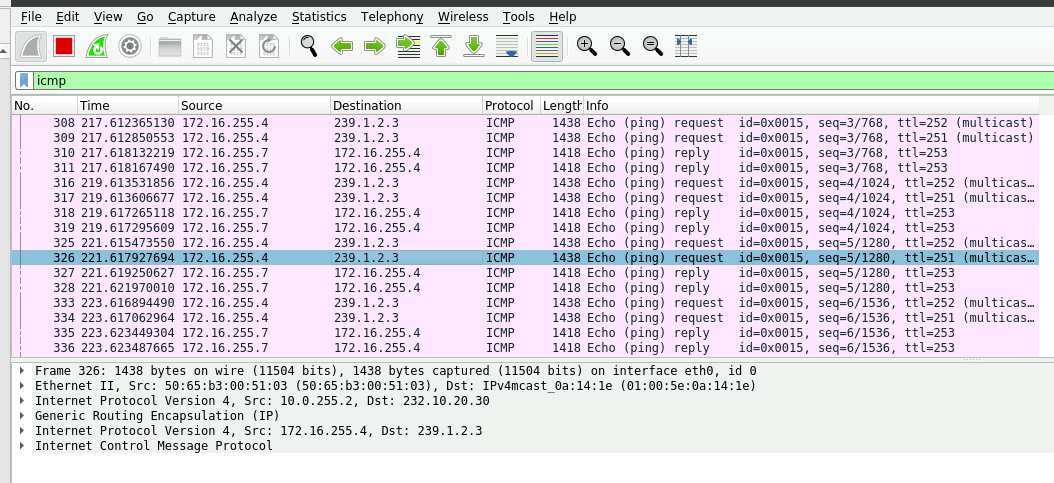 File Edit View Go Capture Analyze Statistics Telephony Wireless Tools Help
icmp
No. Time Source Destination Protocol Length Info
308 217.612365130 172.16.255.4 239.1.2.3 ICMP 1438 Echo (ping) request id=0x0015, seq=3/768, ttl=252 (multicast)
309 217.612850553 172.16.255.4 239.1.2.3 ICMP 1438 Echo (ping) request id=0x0015, seq=3/768, ttl=251 (multicast)
310 217.618132219 172.16.255.7 172.16.255.4 ICMP 1418 Echo (ping) reply id=0x0015, seq=3/768, ttl=253
311 217.618167490 172.16.255.7 172.16.255.4 ICMP 1418 Echo (ping) reply id=0x0015, seq=3/768, ttl=253
316 219.613531856 172.16.255.4 239.1.2.3 ICMP 1438 Echo (ping) request id=0x0015, seq=4/1024, ttl=252 (multicas…
317 219.613606677 172.16.255.4 239.1.2.3 ICMP 1438 Echo (ping) request id=0x0015, seq=4/1024, ttl=251 (multicas…
318 219.617265118 172.16.255.7 172.16.255.4 ICMP 1418 Echo (ping) reply id=0x0015, seq=4/1024, ttl=253
319 219.617295609 172.16.255.7 172.16.255.4 ICMP 1418 Echo (ping) reply id=0x0015, seq=4/1024, ttl=253
325 221.615473550 172.16.255.4 239.1.2.3 ICMP 1438 Echo (ping) request id=0x0015, seq=5/1280, ttl=252 (multicas…
326 221.617927694 172.16.255.4 239.1.2.3 ICMP 1438 Echo (ping) request id=0x0015, seq=5/1280, ttl=251 (multicas…
327 221.619250627 172.16.255.7 172.16.255.4 ICMP 1418 Echo (ping) reply id=0x0015, seq=5/1280, ttl=253
328 221.621970010 172.16.255.7 172.16.255.4 ICMP 1418 Echo (ping) reply id=0x0015, seq=5/1280, ttl=253
333 223.616894490 172.16.255.4 239.1.2.3 ICMP 1438 Echo (ping) request id=0x0015, seq=6/1536, ttl=252 (multicas…
334 223.617062964 172.16.255.4 239.1.2.3 ICMP 1438 Echo (ping) request id=0x0015, seq=6/1536, ttl=251 (multicas…
335 223.623449304 172.16.255.7 172.16.255.4 ICMP 1418 Echo (ping) reply id=0x0015, seq=6/1536, ttl=253
336 223.623487665 172.16.255.7 172.16.255.4 ICMP 1418 Echo (ping) reply id=0x0015, seq=6/1536, ttl=253
Frame 326: 1438 bytes on wire (11504 bits), 1438 bytes captured (11504 bits) on interface eth0, id 0
Ethernet II, Src: 50:65:b3:00:51:03 (50:65:b3:00:51:03), Dst: IPv4mcast_0a:14:1e (01:00:5e:0a:14:1e)
Internet Protocol Version 4, Src: 10.0.255.2, Dst: 232.10.20.30
Generic Routing Encapsulation (IP)
Internet Protocol Version 4, Src: 172.16.255.4, Dst: 239.1.2.3
Internet Control Message Protocol